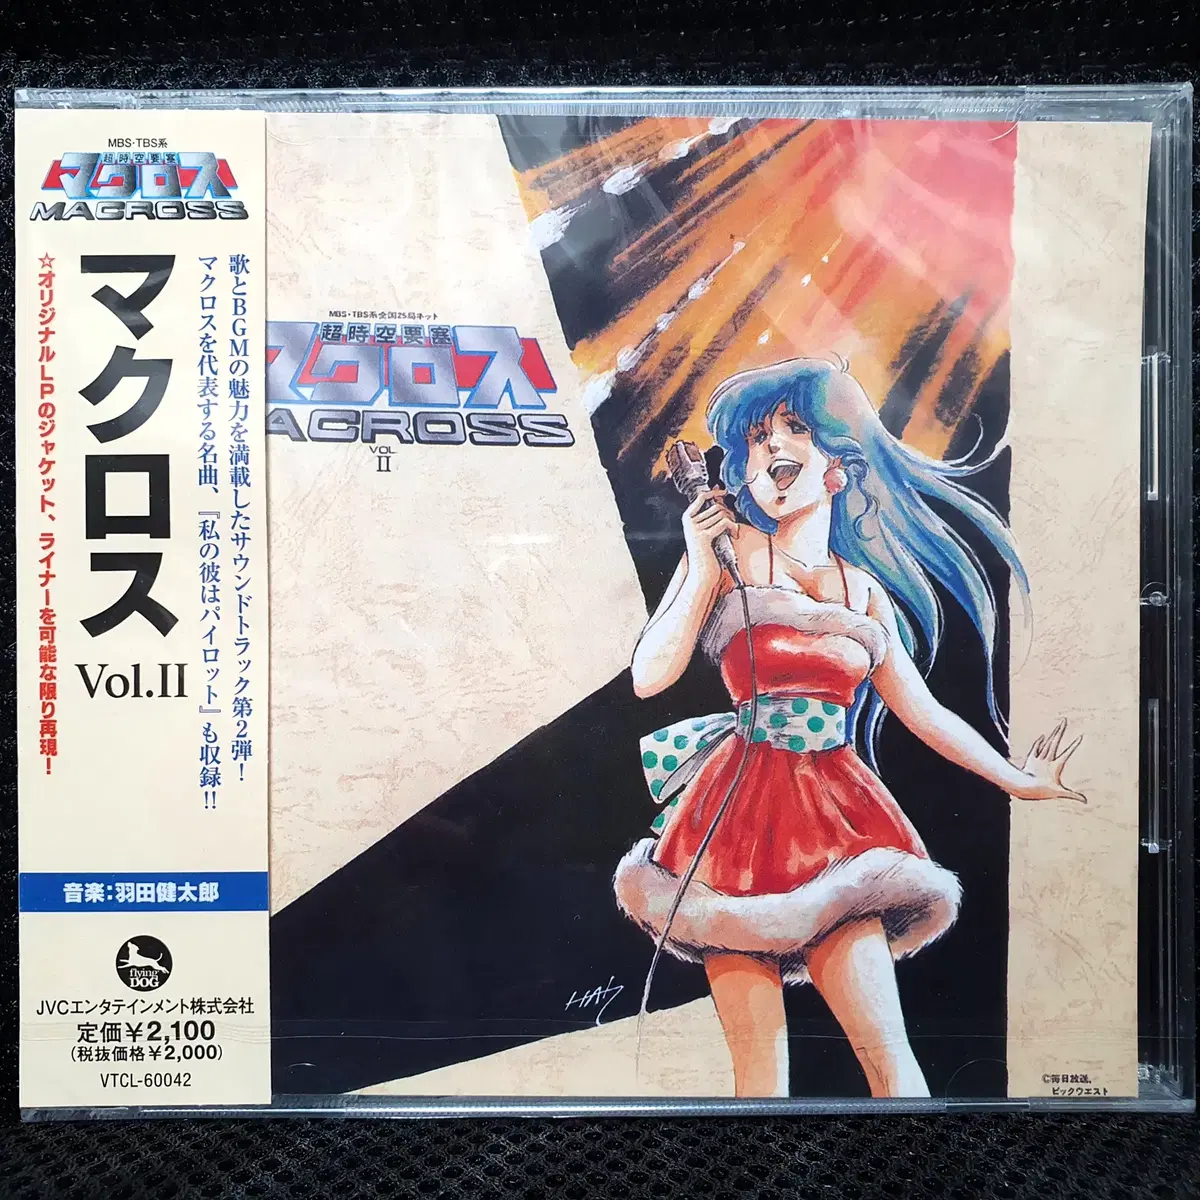 MBS・TBS系
超時空要塞
マクロス
MACROSS
歌とBGMの魅力を満載したサウンドトラック第2弾!
マクロスを代表する名曲、『私の彼はパイロット』も収録!!
マクロス
Vol.II
☆オリジナルLPのジャケット、ライナーを可能な限り再現!
音楽:羽田健太郎
flying
DOG
JVCエンタテインメント株式会社
定価¥2,100
(税抜価格¥2,000)
VTCL-60042
MBS・TBS系全国25局ネット
超時空要塞
マクロス
ACROSS
VOL
II
©毎日放送、
ビックウエスト